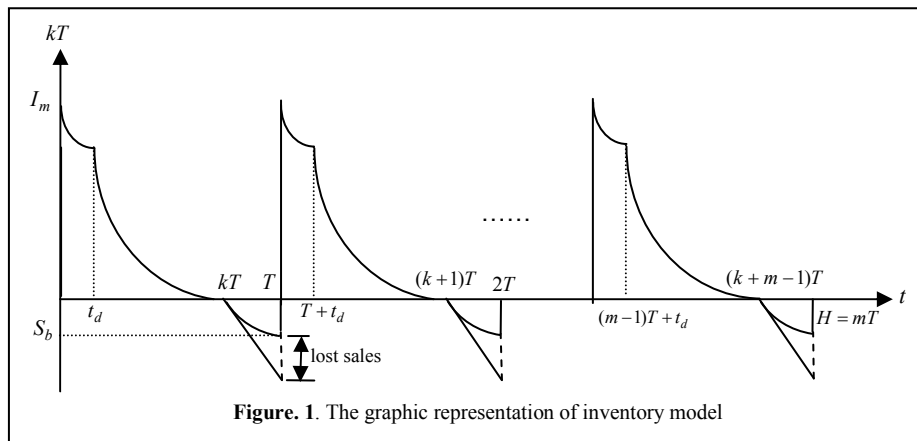 kT
I_m
......
kT T (k+1)T 2T (k+m−1)T
t
t_d T+t_d (m−1)T+t_d H=mT
S_b
lost sales
Figure. 1. The graphic representation of inventory model